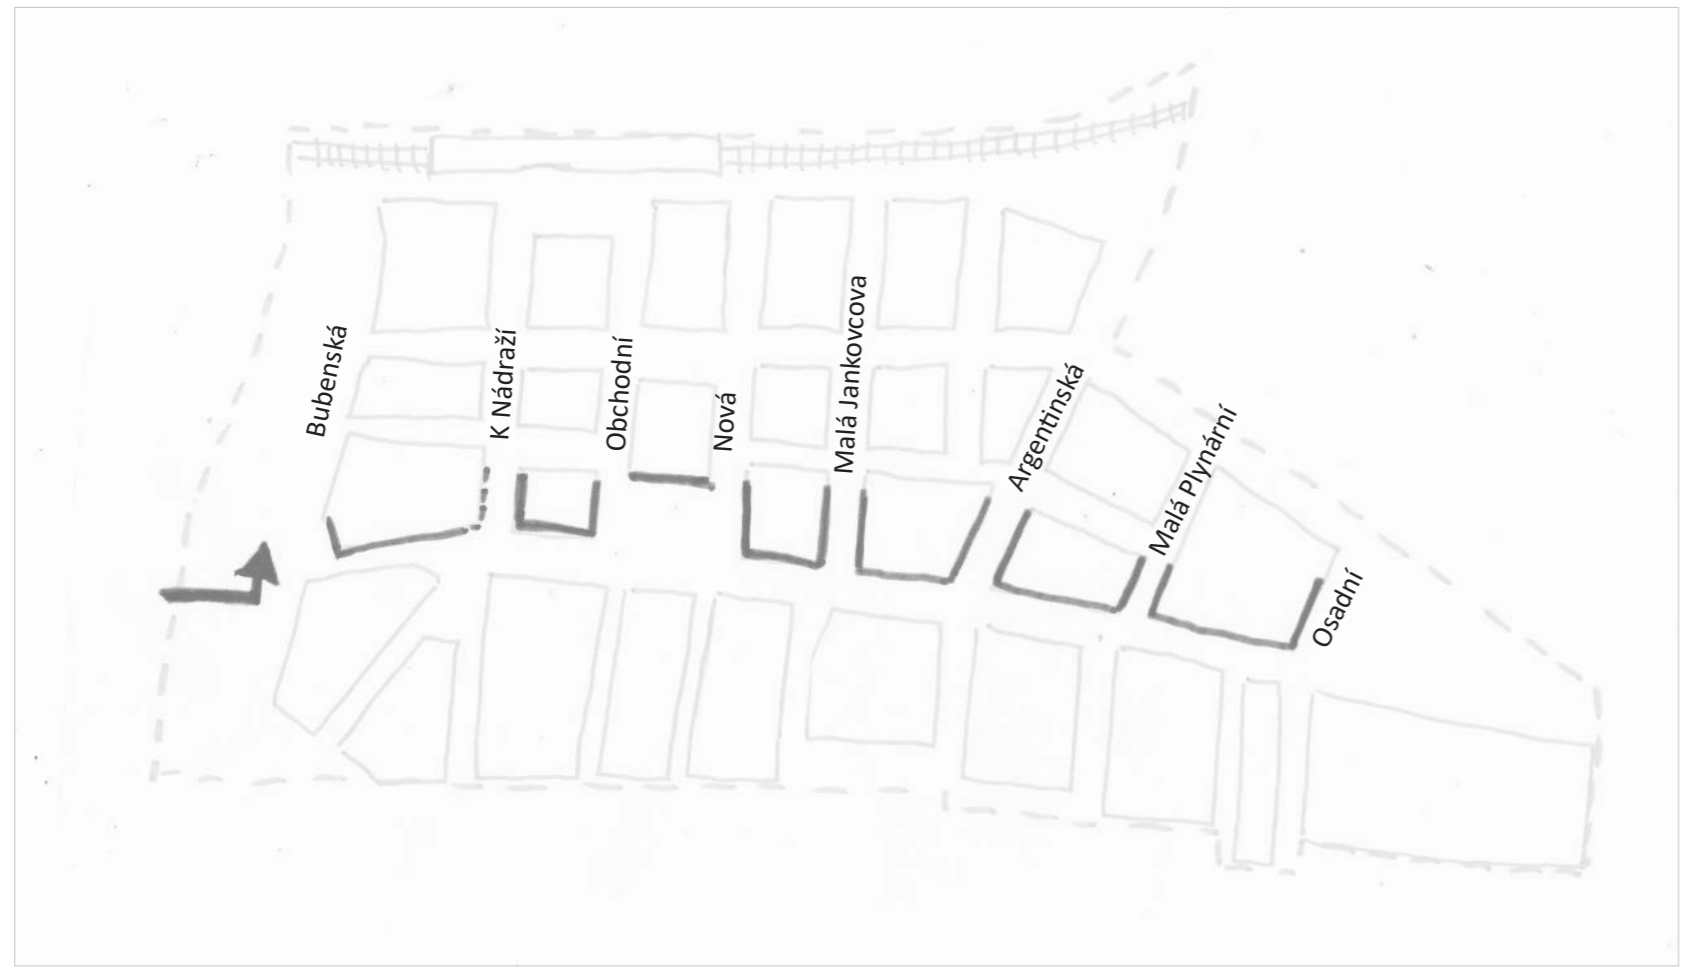 Bubenská
K Nádraží
Obchodní
Nová
Malá Jankovcova
Argentinská
Malá Plynární
Osadní